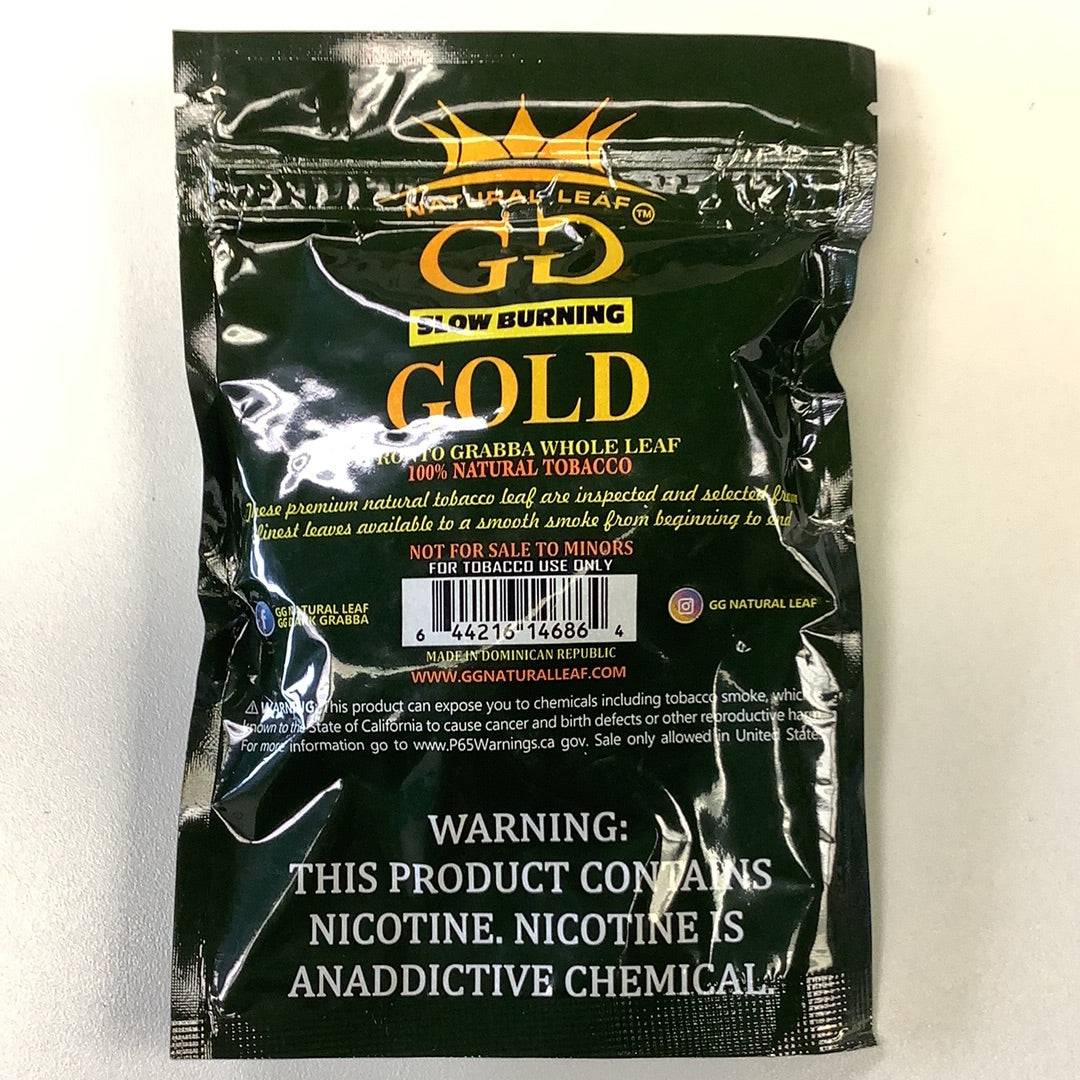 NATURAL LEAF TM
GD
SLOW BURNING
GOLD
GRABBA WHOLE LEAF
100% NATURAL TOBACCO
These premium natural tobacco leaf are inspected and selected from
finest leaves available to a smooth smoke from beginning to end
NOT FOR SALE TO MINORS
FOR TOBACCO USE ONLY
GG NATURAL LEAF
GG DARK GRABBA
GG NATURAL LEAF
6 44216 14686 4
MADE IN DOMINICAN REPUBLIC
WWW.GGNATURALLEAF.COM
⚠ WARNING: This product can expose you to chemicals including tobacco smoke,
known to the State of California to cause cancer and birth defects or other reproductive harm
For more information go to www.P65Warnings.ca gov. Sale only allowed in United States
WARNING:
THIS PRODUCT CONTAINS
NICOTINE. NICOTINE IS
ANADDICTIVE CHEMICAL.